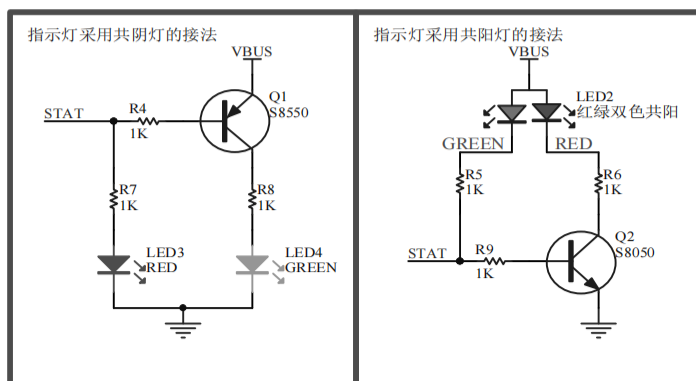 指示灯采用共阴灯的接法
VBUS
Q1
S8550
R4
1K
STAT
R7
1K
R8
1K
LED3
RED
LED4
GREEN
指示灯采用共阳灯的接法
VBUS
LED2
红绿双色共阳
GREEN
RED
R5
1K
R6
1K
Q2
S8050
STAT
R9
1K